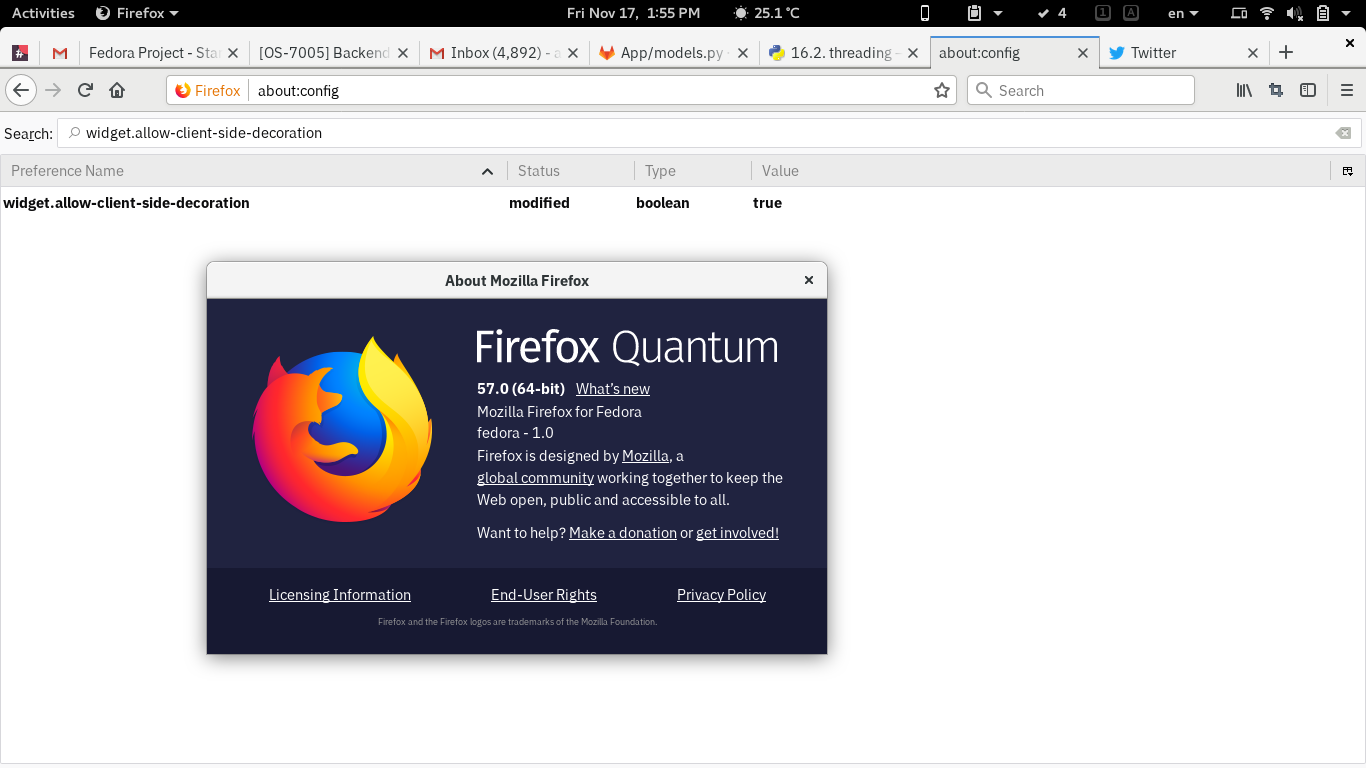 Activities Firefox Fri Nov 17, 1:55 PM 25.1 °C 4 1 A en
Fedora Project - Sta [OS-7005] Backend Inbox (4,892) - a App/models.py 16.2. threading - about:config Twitter
Firefox about:config Search
Search: widget.allow-client-side-decoration
Preference Name Status Type Value
widget.allow-client-side-decoration modified boolean true
About Mozilla Firefox
Firefox Quantum
57.0 (64-bit) What's new
Mozilla Firefox for Fedora
fedora - 1.0
Firefox is designed by Mozilla, a
global community working together to keep the
Web open, public and accessible to all.
Want to help? Make a donation or get involved!
Licensing Information End-User Rights Privacy Policy
Firefox and the Firefox logos are trademarks of the Mozilla Foundation.